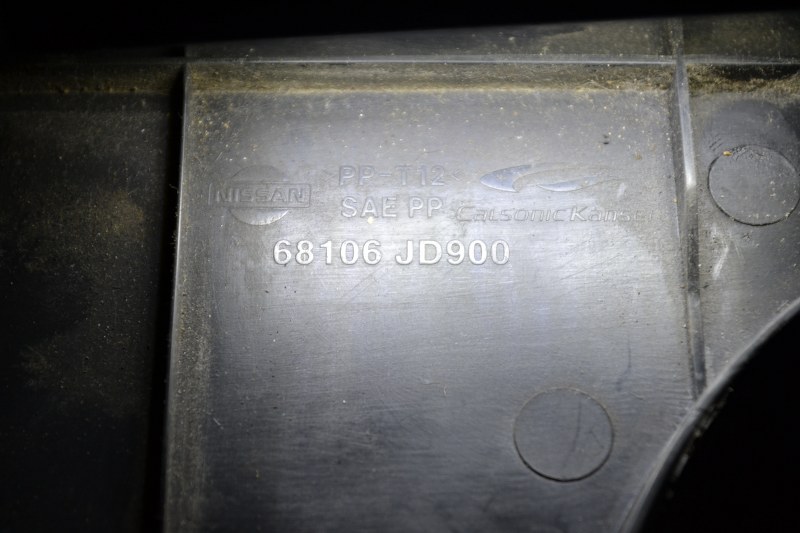 NISSAN
PP-T12
SAE PP
CalsonicKansei
68106 JD900